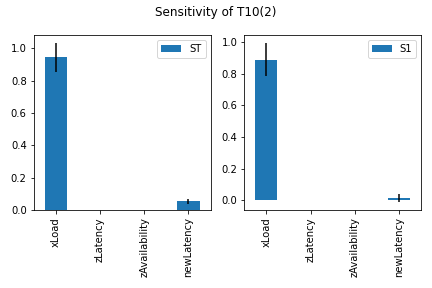 Sensitivity of T10(2)
ST
1.0
0.8
0.6
0.4
0.2
0.0
xLoad
zLatency
zAvailability
newLatency
S1
1.0
0.8
0.6
0.4
0.2
0.0
xLoad
zLatency
zAvailability
newLatency